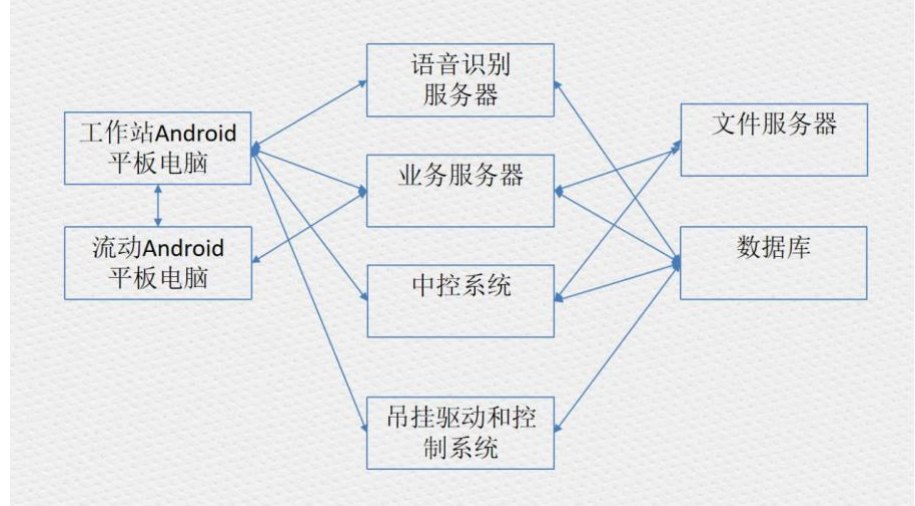 工作站Android
平板电脑
流动Android
平板电脑
语音识别
服务器
业务服务器
中控系统
吊挂驱动和控
制系统
文件服务器
数据库